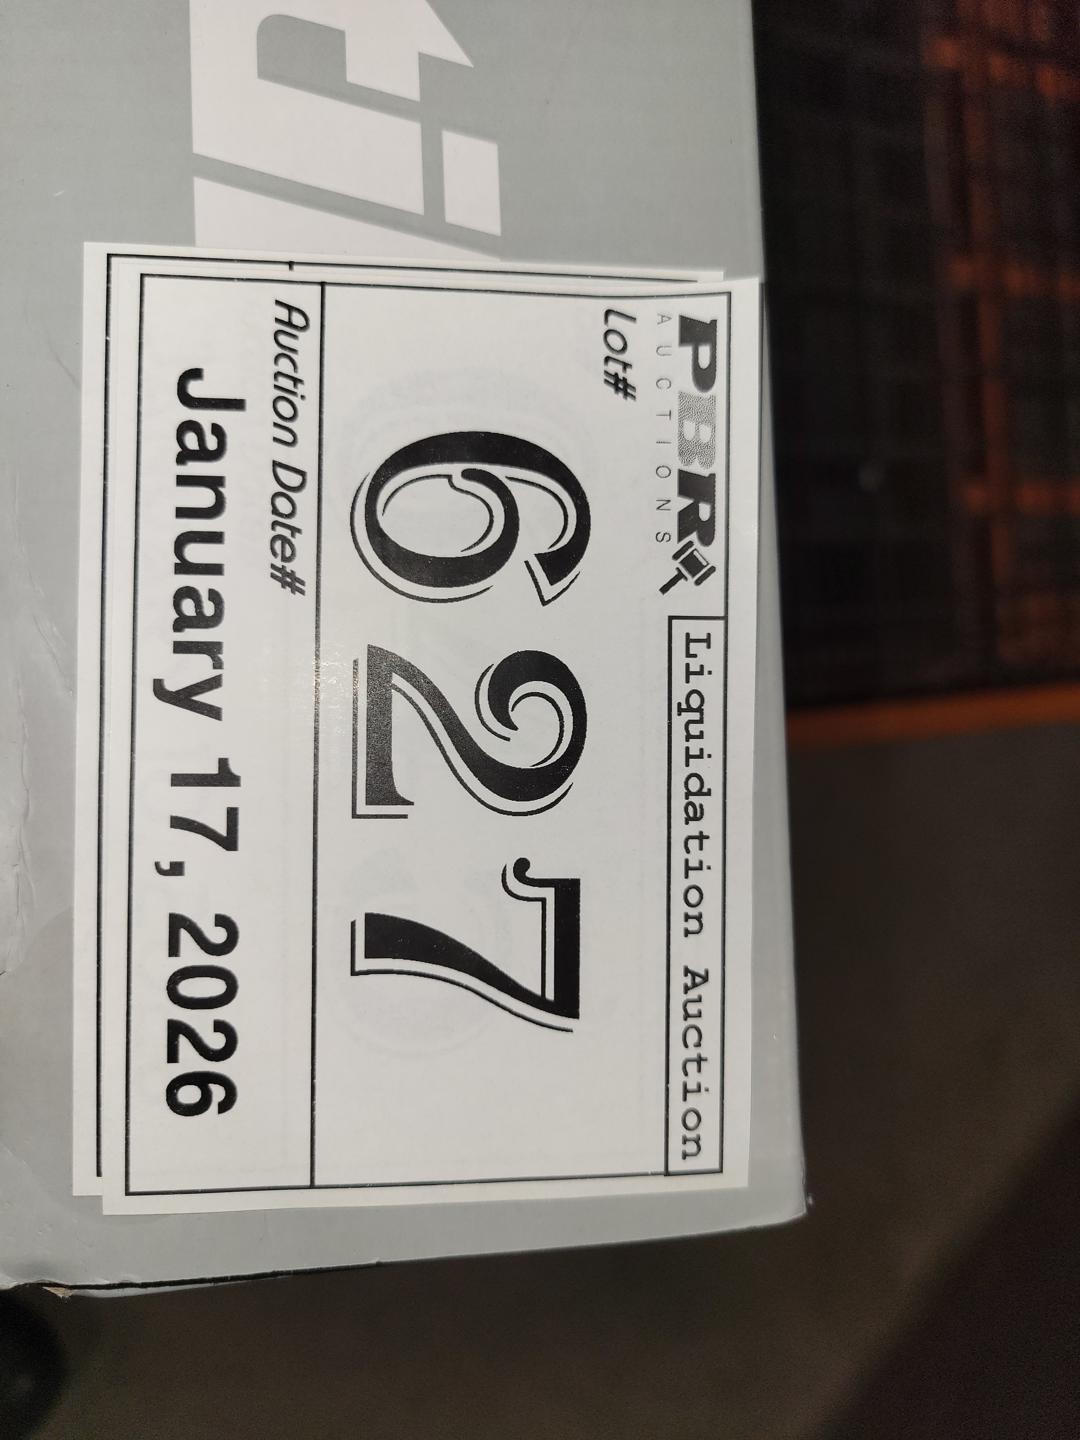 PBR
AUCTIONS
Liquidation Auction
Lot#
627
Auction Date#
January 17, 2026